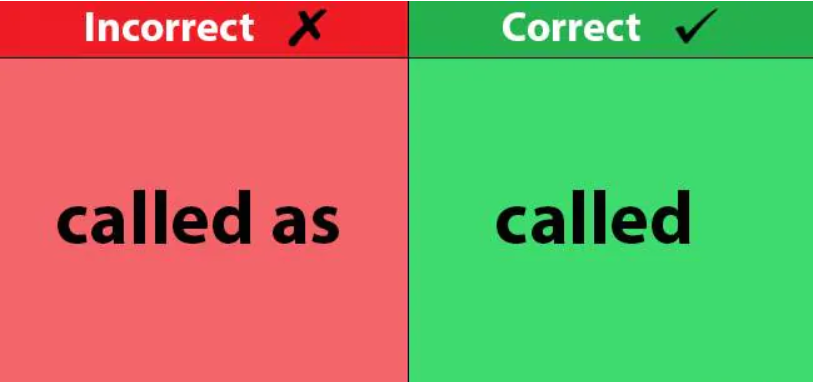 Incorrect ✗
Correct ✓
called as
called